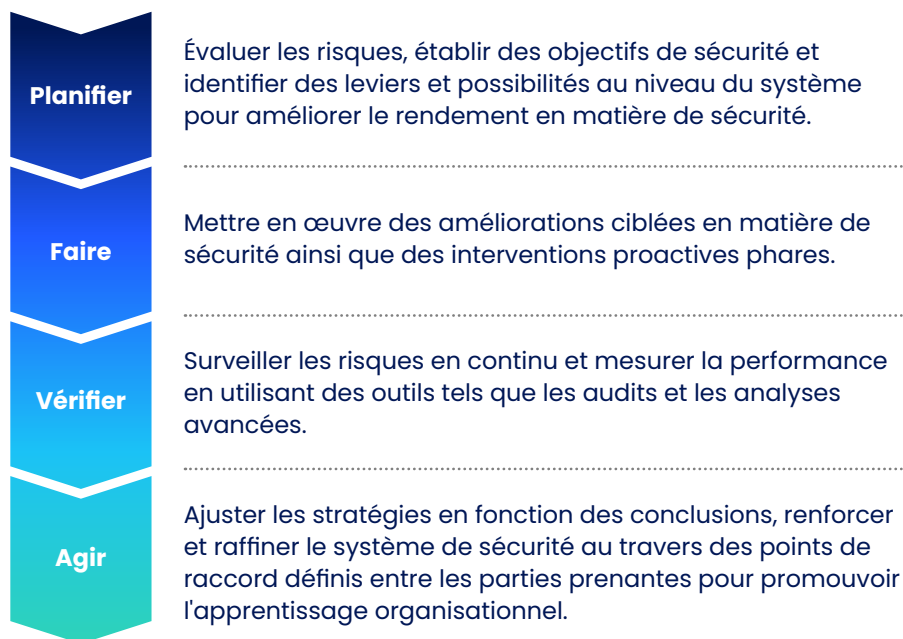 Planifier
Évaluer les risques, établir des objectifs de sécurité et
identifier des leviers et possibilités au niveau du système
pour améliorer le rendement en matière de sécurité.
Faire
Mettre en œuvre des améliorations ciblées en matière de
sécurité ainsi que des interventions proactives phares.
Vérifier
Surveiller les risques en continu et mesurer la performance
en utilisant des outils tels que les audits et les analyses
avancées.
Agir
Ajuster les stratégies en fonction des conclusions, renforcer
et raffiner le système de sécurité au travers des points de
raccord définis entre les parties prenantes pour promouvoir
l'apprentissage organisationnel.